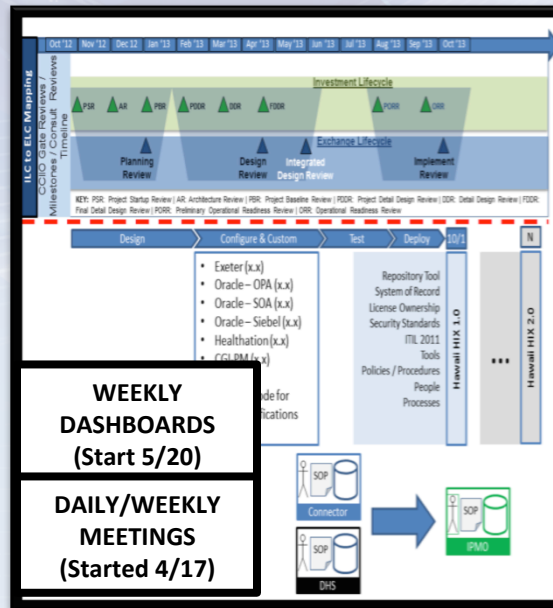 Oct '12 Nov '12 Dec 12 Jan '13 Feb '13 Mar '13 Apr '13 May '13 Jun '13 Jul '13 Aug '13 Sep '13 Oct '13
ILC to ELC Mapping
CCIIO Gate Reviews /
Milestones / Consult Reviews
Timeline
Investment Lifecycle
PSR AR PBR PDDR DDR FDDR PORR ORR
Exchange Lifecycle
Planning
Review
Design
Review
Integrated
Design Review
Implement
Review
KEY: PSR: Project Startup Review | AR: Architecture Review | PBR: Project Baseline Review | PDDR: Project Detail Design Review | DDR: Detail Design Review | FDDR:
Final Detail Design Review | PORR: Preliminary Operational Readiness Review | ORR: Operational Readiness Review
Design Configure & Custom Test Deploy 10/1 N
• Exeter (x.x)
• Oracle – OPA (x.x)
• Oracle – SOA (x.x)
• Oracle – Siebel (x.x)
• Healthation (x.x)
• CGI-PM (x.x)
ode for
ifications
Repository Tool
System of Record
License Ownership
Security Standards
ITIL 2011
Tools
Policies / Procedures
People
Processes
Hawaii HIX 1.0
...
Hawaii HIX 2.0
WEEKLY
DASHBOARDS
(Start 5/20)
DAILY/WEEKLY
MEETINGS
(Started 4/17)
SOP
Connector
SOP
DHS
SOP
IPMO